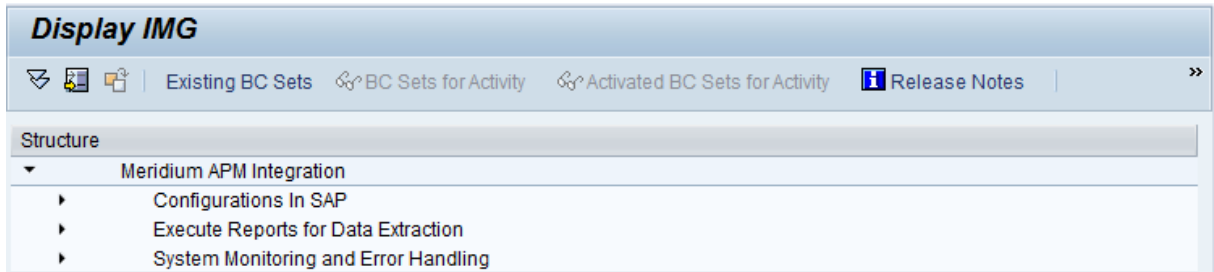 Display IMG
Existing BC Sets BC Sets for Activity Activated BC Sets for Activity Release Notes »
Structure
Meridium APM Integration
Configurations In SAP
Execute Reports for Data Extraction
System Monitoring and Error Handling